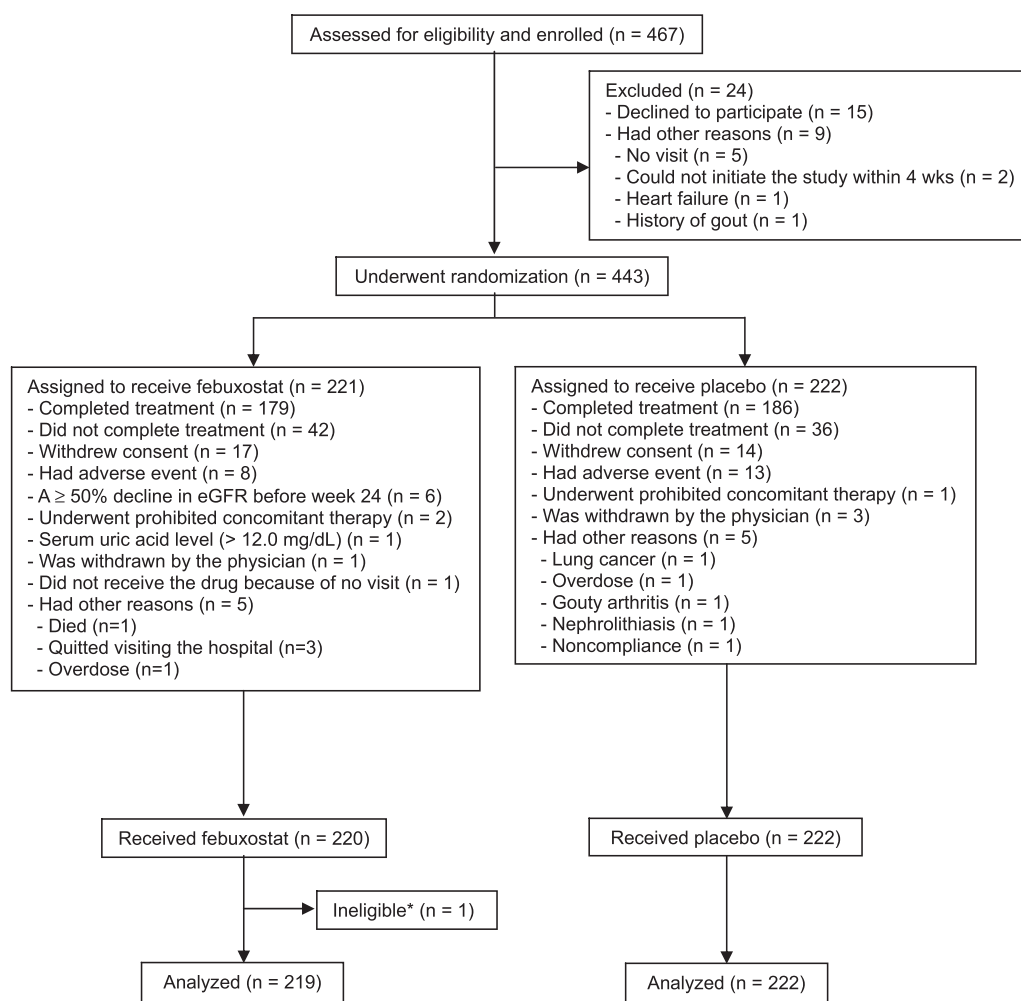 Assessed for eligibility and enrolled (n = 467)
Excluded (n = 24)
- Declined to participate (n = 15)
- Had other reasons (n = 9)
- No visit (n = 5)
- Could not initiate the study within 4 wks (n = 2)
- Heart failure (n = 1)
- History of gout (n = 1)
Underwent randomization (n = 443)
Assigned to receive febuxostat (n = 221)
- Completed treatment (n = 179)
- Did not complete treatment (n = 42)
- Withdrew consent (n = 17)
- Had adverse event (n = 8)
- A ≥ 50% decline in eGFR before week 24 (n = 6)
- Underwent prohibited concomitant therapy (n = 2)
- Serum uric acid level (> 12.0 mg/dL) (n = 1)
- Was withdrawn by the physician (n = 1)
- Did not receive the drug because of no visit (n = 1)
- Had other reasons (n = 5)
- Died (n=1)
- Quitted visiting the hospital (n=3)
- Overdose (n=1)
Assigned to receive placebo (n = 222)
- Completed treatment (n = 186)
- Did not complete treatment (n = 36)
- Withdrew consent (n = 14)
- Had adverse event (n = 13)
- Underwent prohibited concomitant therapy (n = 1)
- Was withdrawn by the physician (n = 3)
- Had other reasons (n = 5)
- Lung cancer (n = 1)
- Overdose (n = 1)
- Gouty arthritis (n = 1)
- Nephrolithiasis (n = 1)
- Noncompliance (n = 1)
Received febuxostat (n = 220)
Received placebo (n = 222)
Ineligible* (n = 1)
Analyzed (n = 219)
Analyzed (n = 222)